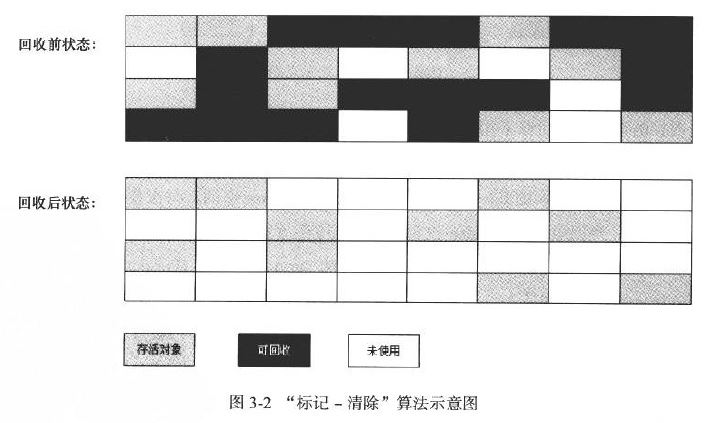 回收前状态：
回收后状态：
存活对象
可回收
未使用
图 3-2 “标记－清除”算法示意图